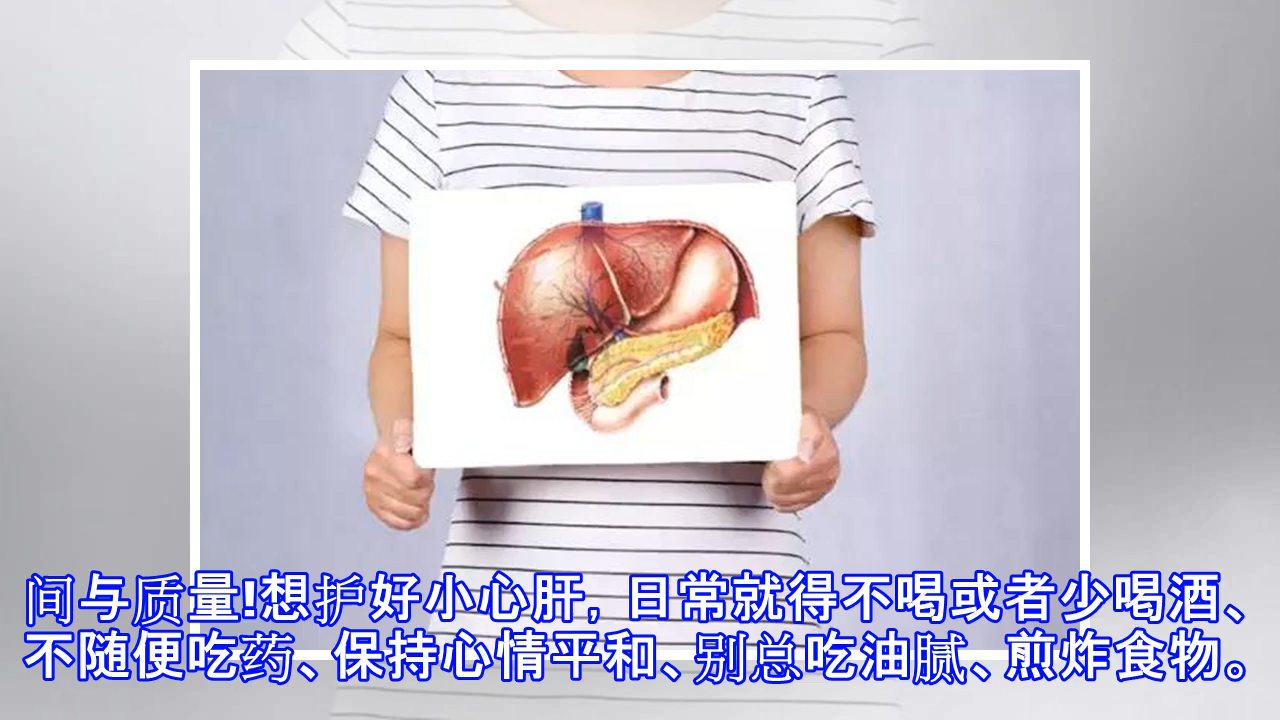 间与质量!想护好小心肝, 日常就得不喝或者少喝酒、
不随便吃药、保持心情平和、别总吃油腻、煎炸食物。